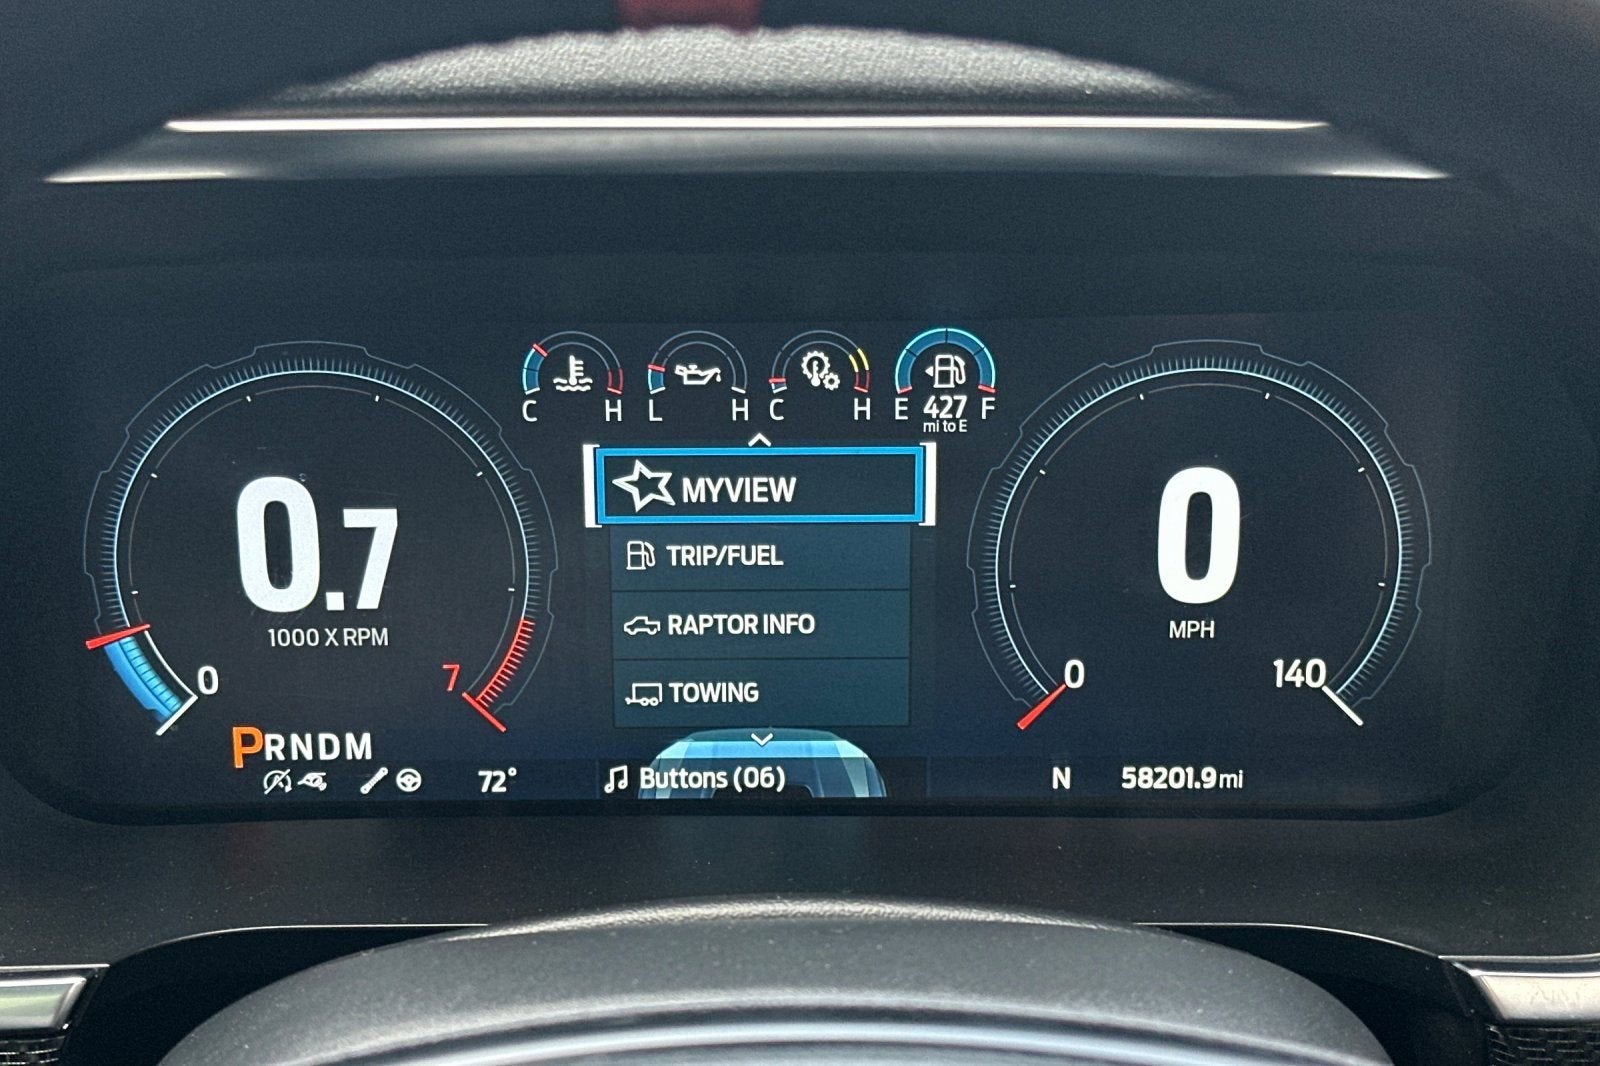 C H L H C H E 427 F
mi to E
MYVIEW
TRIP/FUEL
RAPTOR INFO
TOWING
0.7
1000 X RPM
0
7
0
MPH
0
140
PRNDM
72°
Buttons (06)
N
58201.9mi